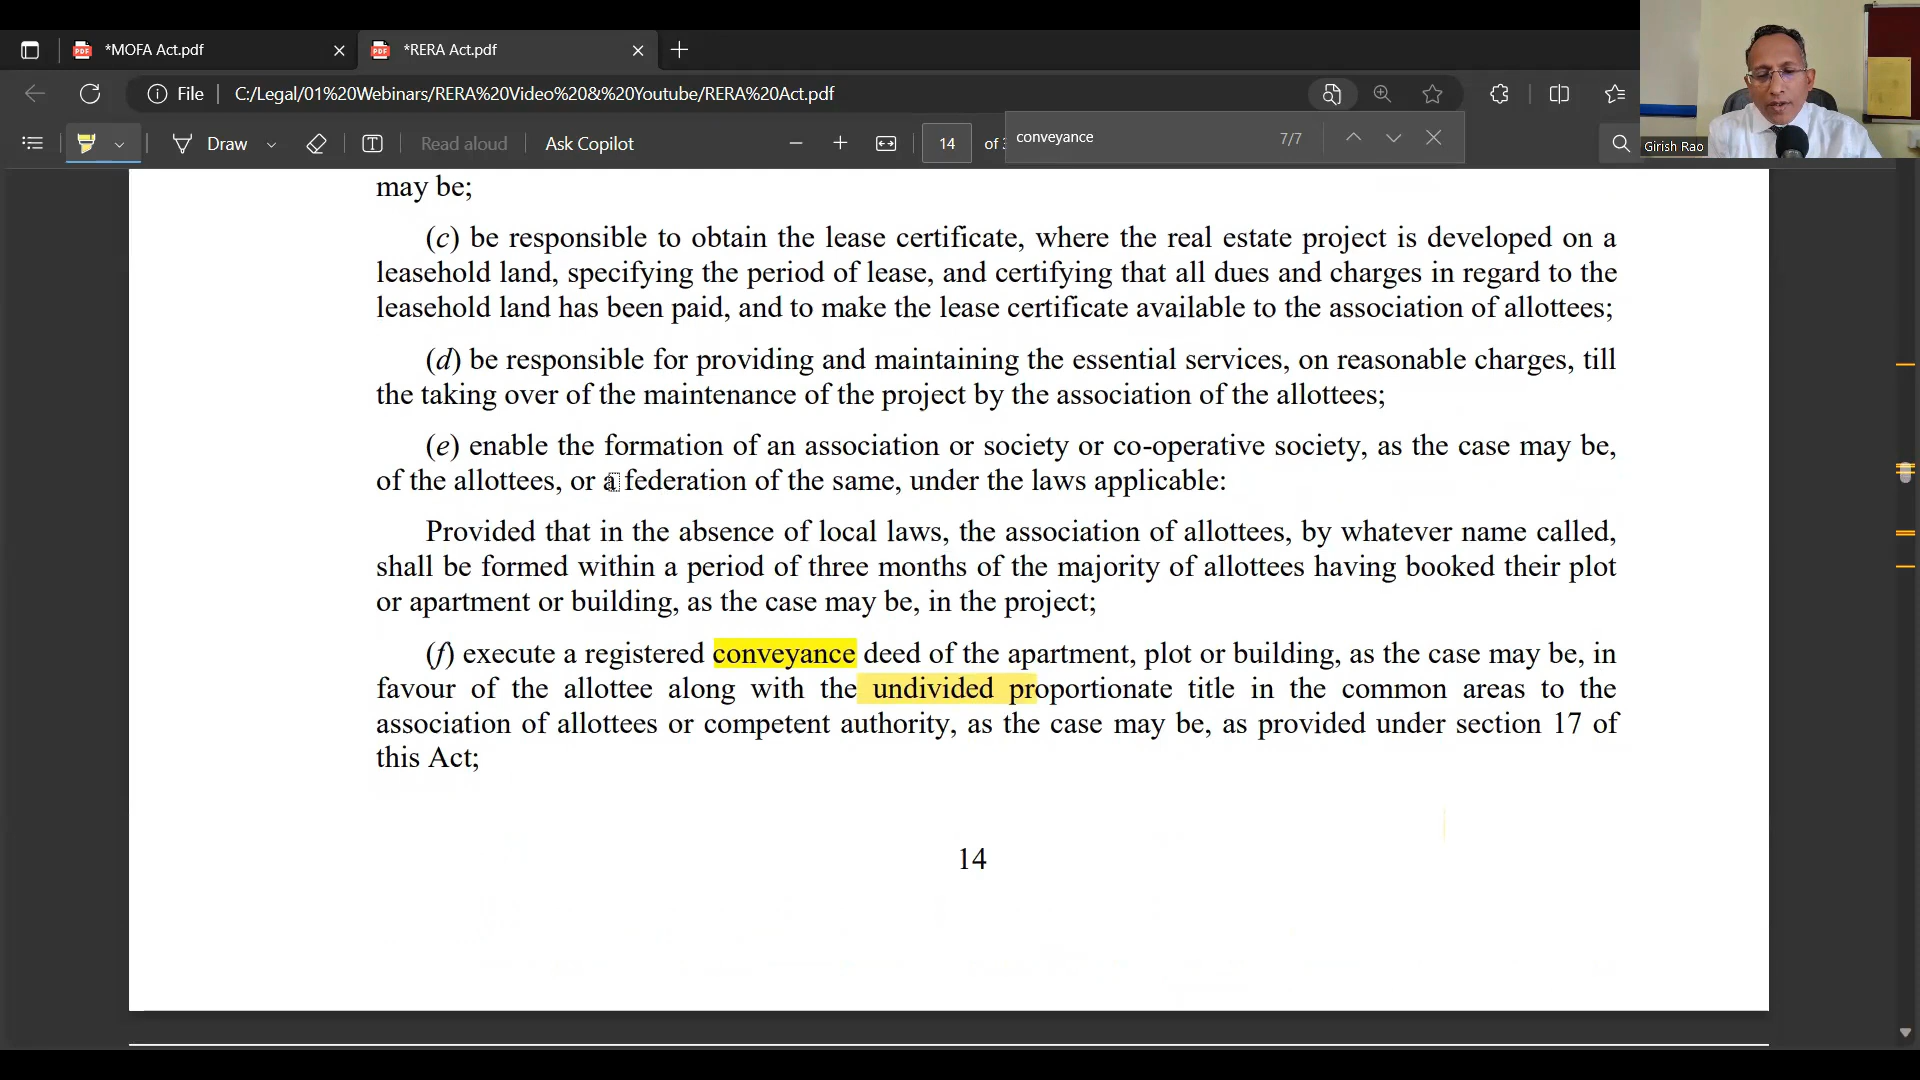 *MOFA Act.pdf
*RERA Act.pdf
File
C:/Legal/01%20Webinars/RERA%20Video%20&%20Youtube/RERA%20Act.pdf
Draw
Read aloud
Ask Copilot
14
of
conveyance
7/7
Girish Rao
may be;
(c) be responsible to obtain the lease certificate, where the real estate project is developed on a
leasehold land, specifying the period of lease, and certifying that all dues and charges in regard to the
leasehold land has been paid, and to make the lease certificate available to the association of allottees;
(d) be responsible for providing and maintaining the essential services, on reasonable charges, till
the taking over of the maintenance of the project by the association of the allottees;
(e) enable the formation of an association or society or co-operative society, as the case may be,
of the allottees, or a federation of the same, under the laws applicable:
Provided that in the absence of local laws, the association of allottees, by whatever name called,
shall be formed within a period of three months of the majority of allottees having booked their plot
or apartment or building, as the case may be, in the project;
(f) execute a registered conveyance deed of the apartment, plot or building, as the case may be, in
favour of the allottee along with the undivided proportionate title in the common areas to the
association of allottees or competent authority, as the case may be, as provided under section 17 of
this Act;
14